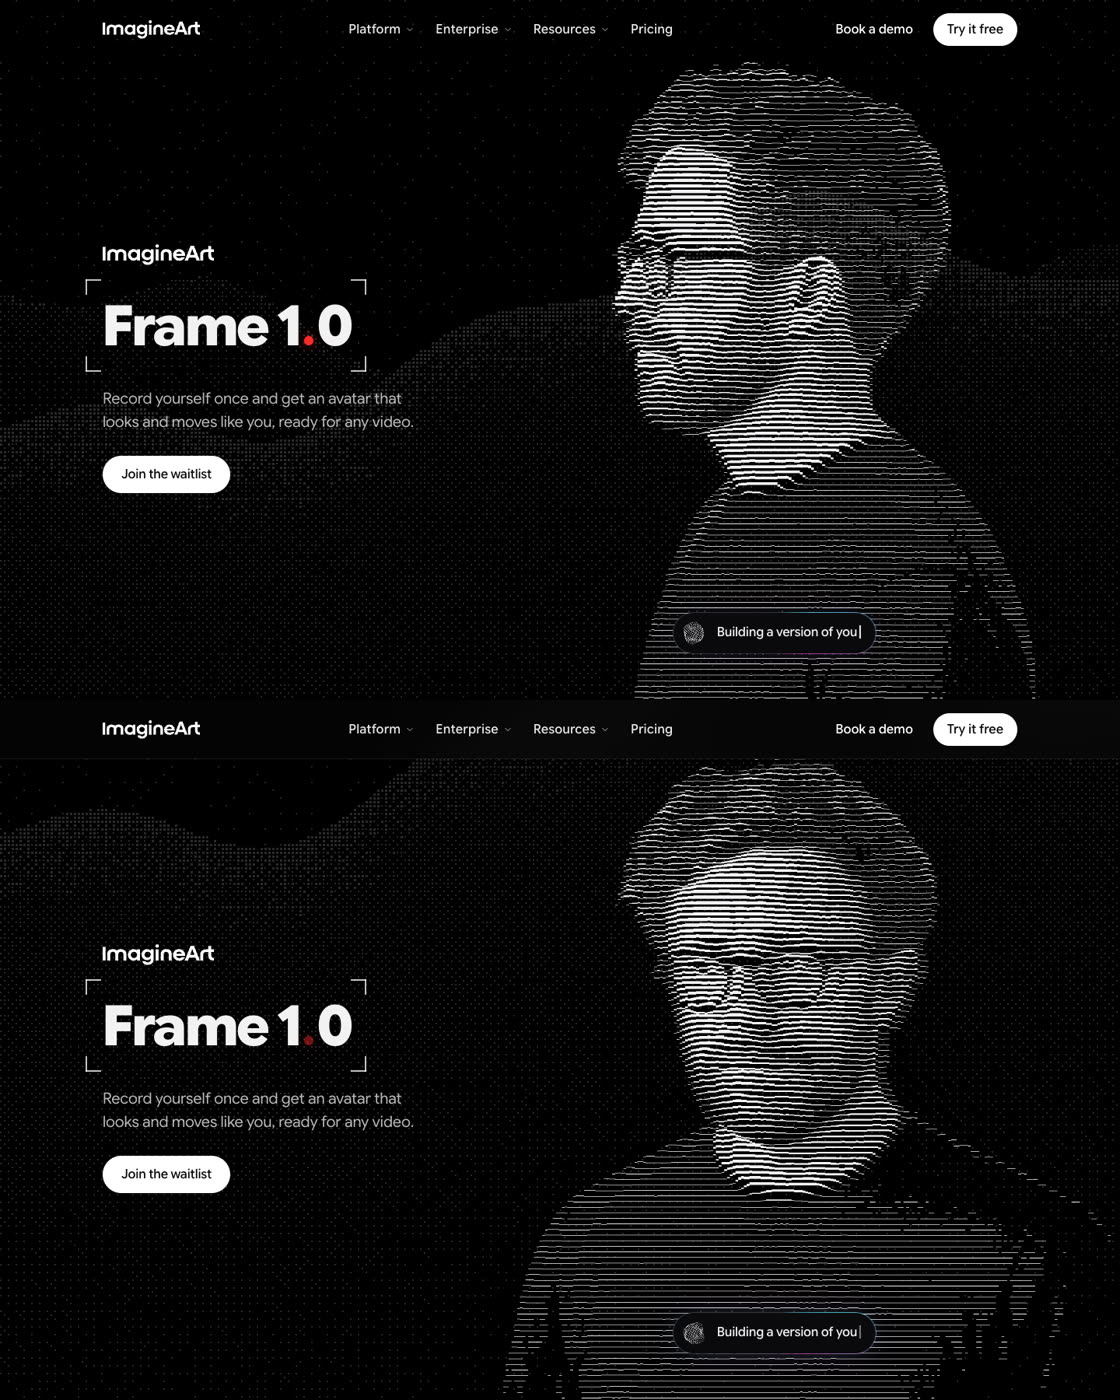 ImagineArt Platform Enterprise Resources Pricing Book a demo Try it free
ImagineArt
Frame 1.0
Record yourself once and get an avatar that
looks and moves like you, ready for any video.
Join the waitlist
Building a version of you
ImagineArt Platform Enterprise Resources Pricing Book a demo Try it free
ImagineArt
Frame 1.0
Record yourself once and get an avatar that
looks and moves like you, ready for any video.
Join the waitlist
Building a version of you